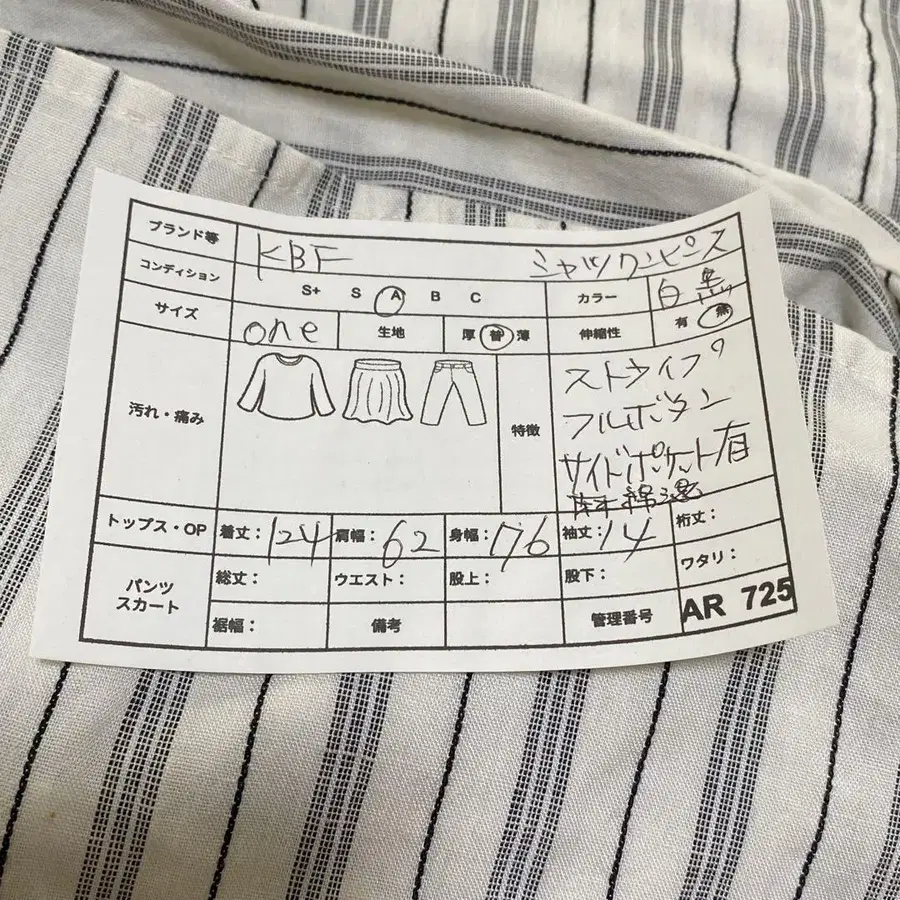 ブランド等 KBF シャツワンピース
コンディション S+ S A B C カラー 白 黒
サイズ one 生地 厚 普 薄 伸縮性 有 無
汚れ・痛み 特徴 ストライプ
フルボタン
サイドポケット有
綿
トップス・OP 着丈：124 肩幅：62 身幅：76 袖丈：14 裄丈：
パンツ スカート 総丈： ウエスト： 股上： 股下： ワタリ：
裾幅： 備考 管理番号 AR 725